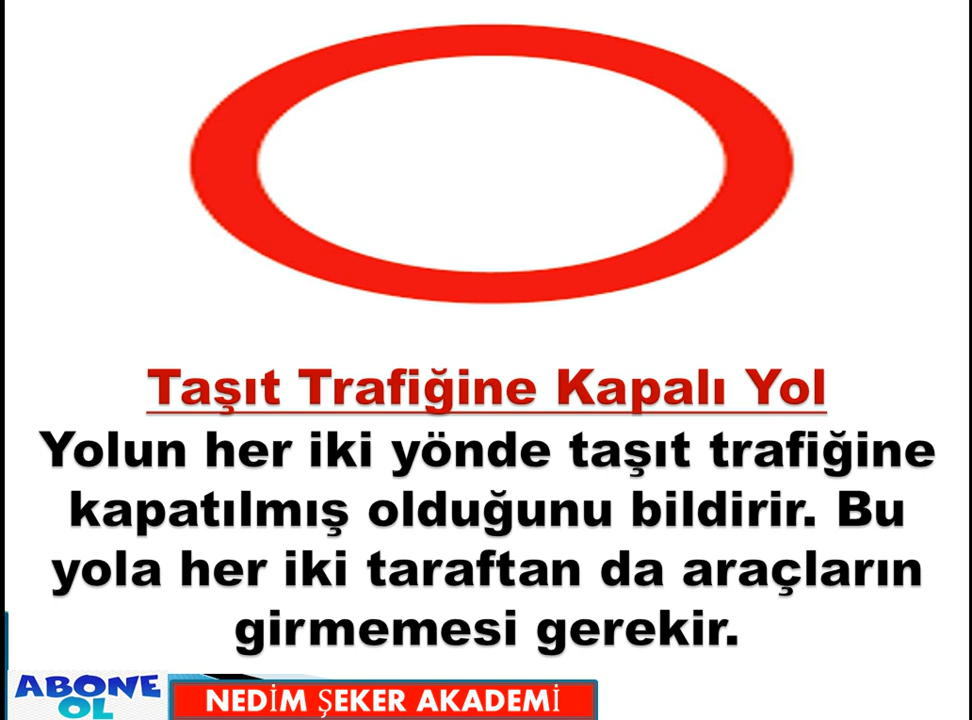 Taşıt Trafiğine Kapalı Yol
Yolun her iki yönde taşıt trafiğine
kapatılmış olduğunu bildirir. Bu
yola her iki taraftan da araçların
girmemesi gerekir.
ABONE
OL
NEDİM ŞEKER AKADEMİ